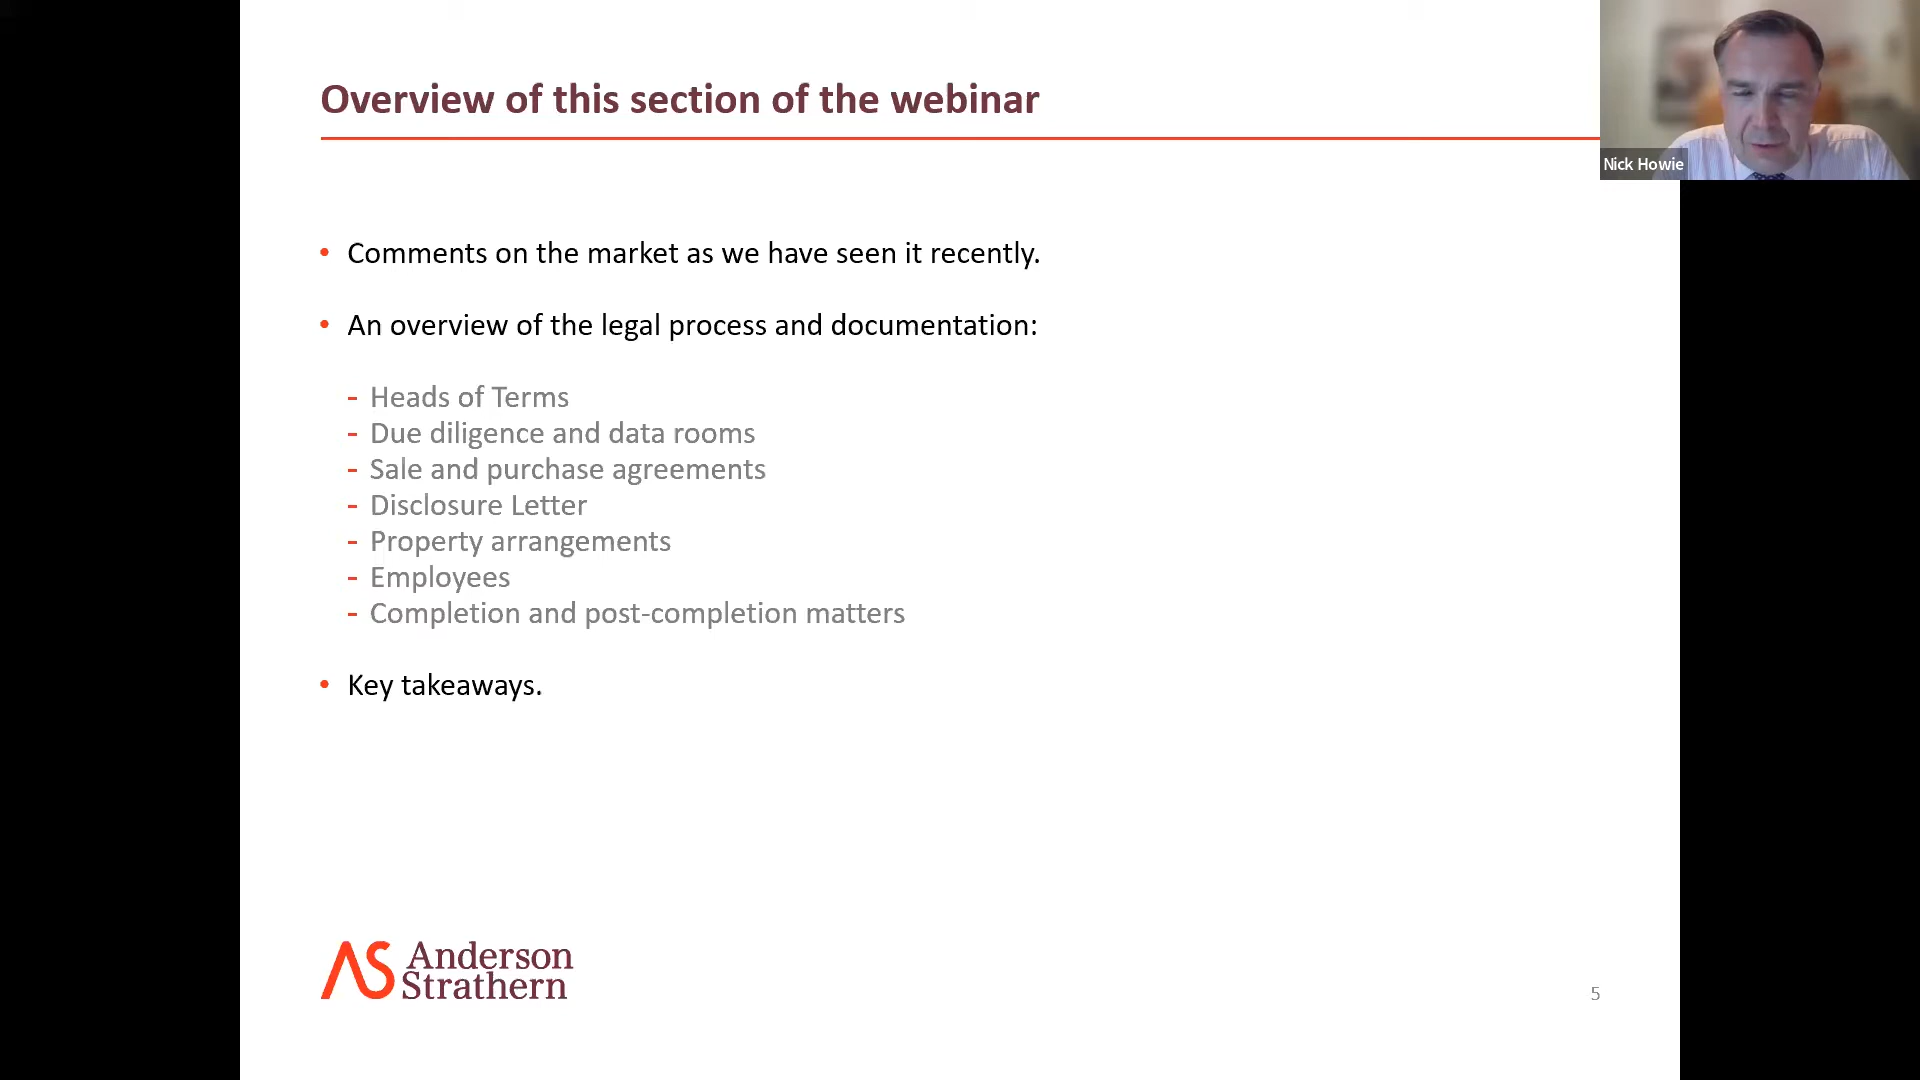 Overview of this section of the webinar
Nick Howie
• Comments on the market as we have seen it recently.
• An overview of the legal process and documentation:
- Heads of Terms
- Due diligence and data rooms
- Sale and purchase agreements
- Disclosure Letter
- Property arrangements
- Employees
- Completion and post-completion matters
• Key takeaways.
AS Anderson
Strathern
5